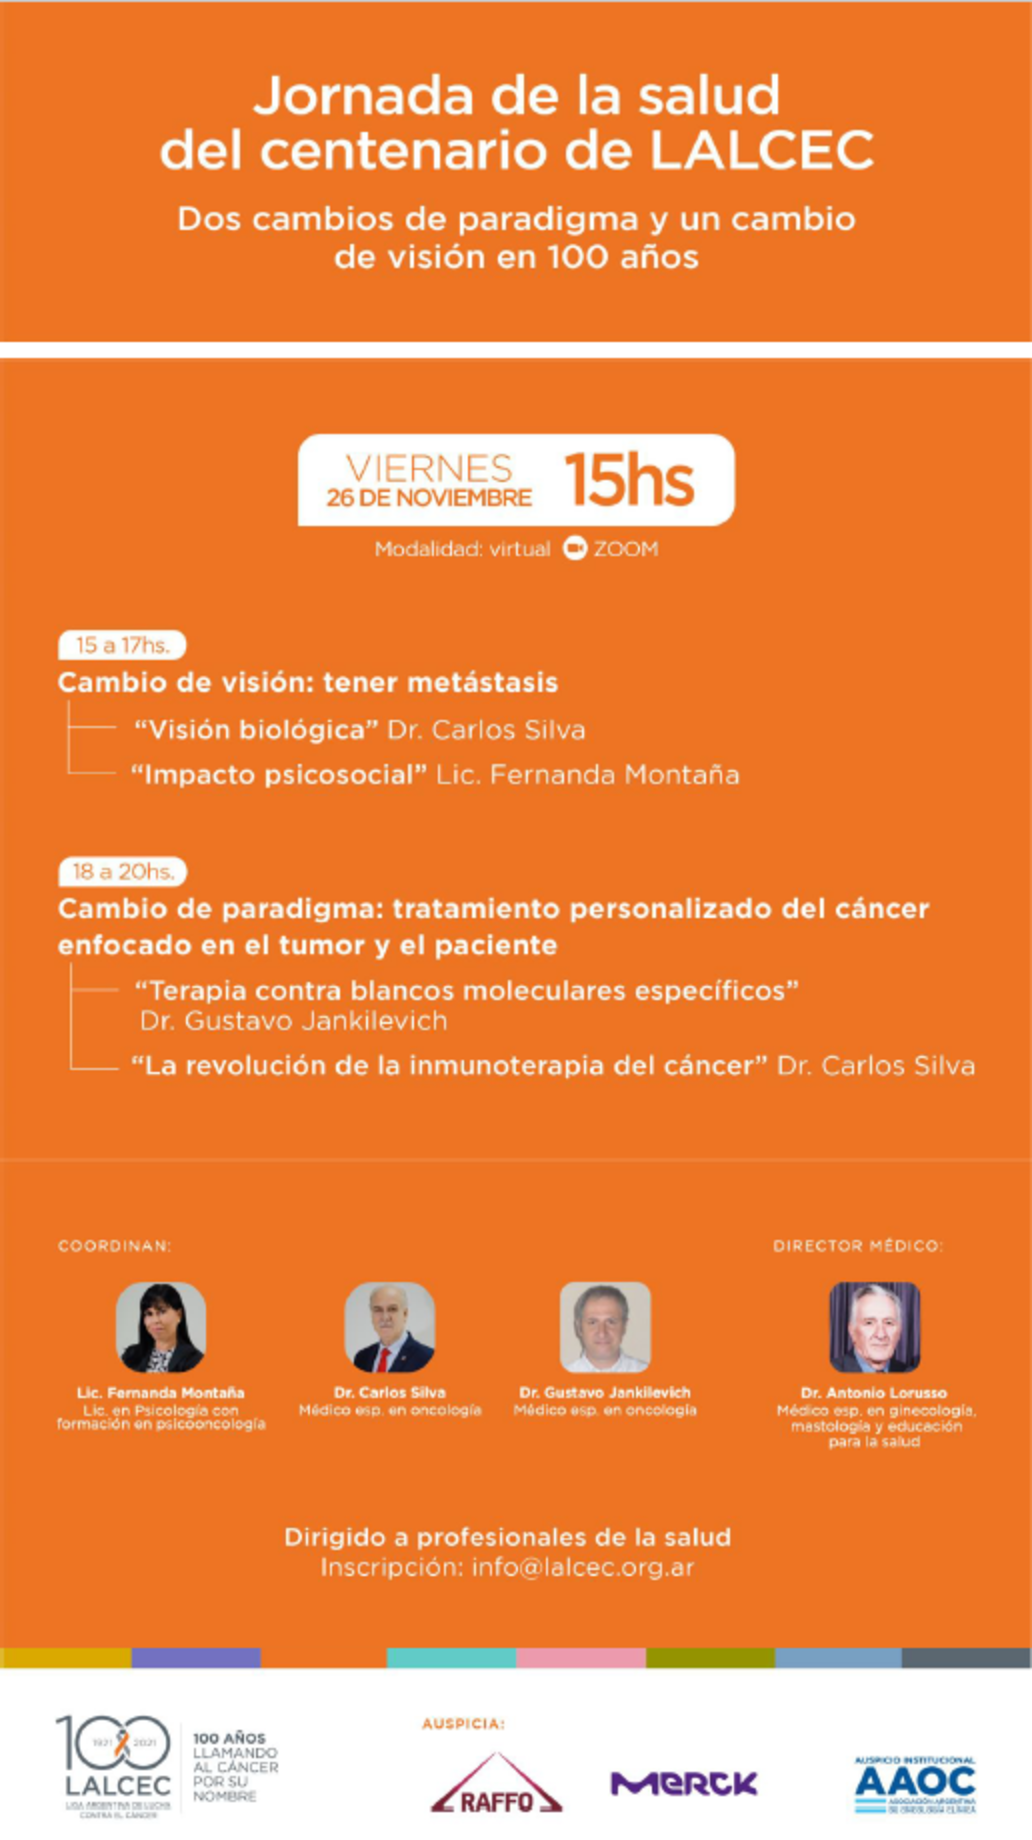 Jornada de la salud
del centenario de LALCEC
Dos cambios de paradigma y un cambio
de visión en 100 años
VIERNES
26 DE NOVIEMBRE
15hs
Modalidad: virtual ZOOM
15 a 17hs.
Cambio de visión: tener metástasis
“Visión biológica” Dr. Carlos Silva
“Impacto psicosocial” Lic. Fernanda Montaña
18 a 20hs.
Cambio de paradigma: tratamiento personalizado del cáncer
enfocado en el tumor y el paciente
“Terapia contra blancos moleculares específicos”
Dr. Gustavo Jankilevich
“La revolución de la inmunoterapia del cáncer” Dr. Carlos Silva
COORDINAN:
Lic. Fernanda Montaña
Lic. en Psicología con
formación en psicooncología
Dr. Carlos Silva
Médico esp. en oncología
Dr. Gustavo Jankilevich
Médico esp. en oncología
DIRECTOR MÉDICO:
Dr. Antonio Lorusso
Médico esp. en ginecología,
mastología y educación
para la salud
Dirigido a profesionales de la salud
Inscripción: info@lalcec.org.ar
100
1921 2021
LALCEC
LIGA ARGENTINA DE LUCHA
CONTRA EL CÁNCER
100 AÑOS
LLAMANDO
AL CÁNCER
POR SU
NOMBRE
AUSPICIA:
RAFFO
MERCK
AUSPICIO INSTITUCIONAL
AAOC
ASOCIACIÓN ARGENTINA
DE ONCOLOGÍA CLÍNICA